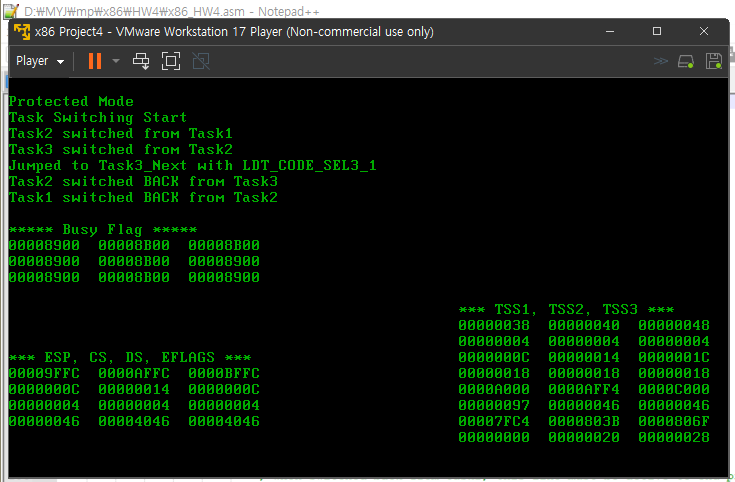 D:₩MYJ₩mp₩x86₩HW4₩x86_HW4.asm - Notepad++
x86 Project4 - VMware Workstation 17 Player (Non-commercial use only)
Player
Protected Mode
Task Switching Start
Task2 switched from Task1
Task3 switched from Task2
Jumped to Task3_Next with LDT_CODE_SEL3_1
Task2 switched BACK from Task3
Task1 switched BACK from Task2
***** Busy Flag *****
00008900 00008B00 00008B00
00008900 00008B00 00008900
00008900 00008B00 00008900
*** TSS1, TSS2, TSS3 ***
00000038 00000040 00000048
00000004 00000004 00000004
0000000C 00000014 0000001C
00000018 00000018 00000018
0000A000 0000AFF4 0000C000
00000097 00000046 00000046
00007FC4 0000803B 0000806F
00000000 00000020 00000028
*** ESP, CS, DS, EFLAGS ***
00009FFC 0000AFFC 0000BFFC
0000000C 00000014 0000000C
00000004 00000004 00000004
00000046 00004046 00004046